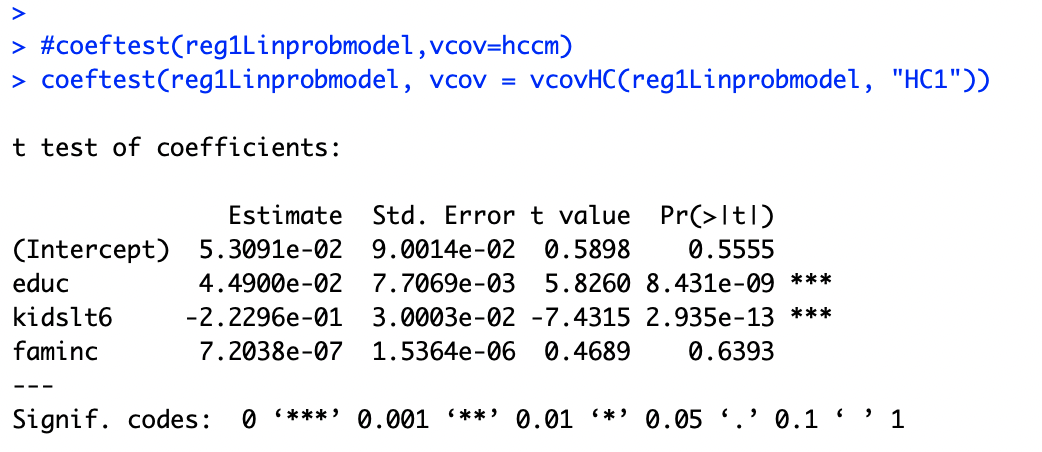 >
> #coeftest(reg1Linprobmodel,vcov=hccm)
> coeftest(reg1Linprobmodel, vcov = vcovHC(reg1Linprobmodel, "HC1"))
t test of coefficients:
Estimate Std. Error t value Pr(>|t|)
(Intercept) 5.3091e-02 9.0014e-02 0.5898 0.5555
educ 4.4900e-02 7.7069e-03 5.8260 8.431e-09 ***
kidslt6 -2.2296e-01 3.0003e-02 -7.4315 2.935e-13 ***
faminc 7.2038e-07 1.5364e-06 0.4689 0.6393
---
Signif. codes: 0 ‘***’ 0.001 ‘**’ 0.01 ‘*’ 0.05 ‘.’ 0.1 ‘ ’ 1